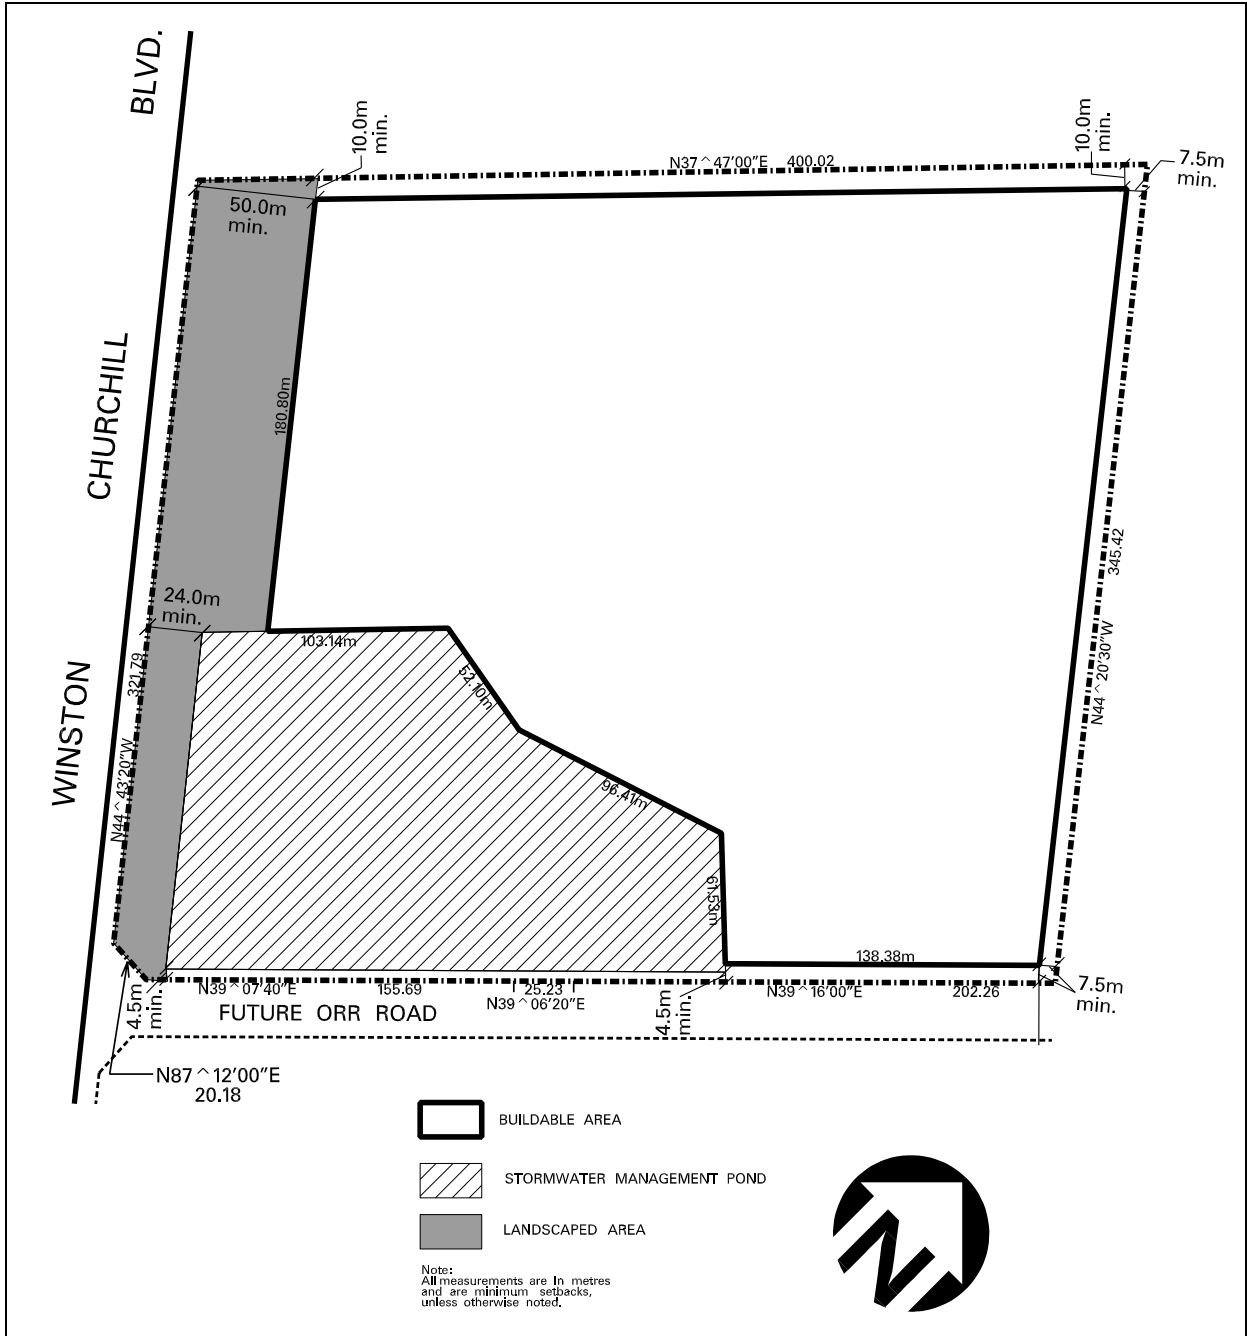 BLVD.
10.0m
min.
10.0m
min.
N37^47'00"E 400.02
7.5m
min.
50.0m
min.
180.80m
CHURCHILL
345.42
24.0m
min.
103.14m
52.10m
321.79
N44^20'30"W
WINSTON
N44^43'20"W
96.41m
61.53m
138.38m
4.5m
min.
N39^07'40"E 155.69
25.23
N39^06'20"E
4.5m
min.
N39^16'00"E 202.26
7.5m
min.
FUTURE ORR ROAD
N87^12'00"E
20.18
BUILDABLE AREA
STORMWATER MANAGEMENT POND
LANDSCAPED AREA
Note:
All measurements are In metres
and are minimum setbacks,
unless otherwise noted.
N